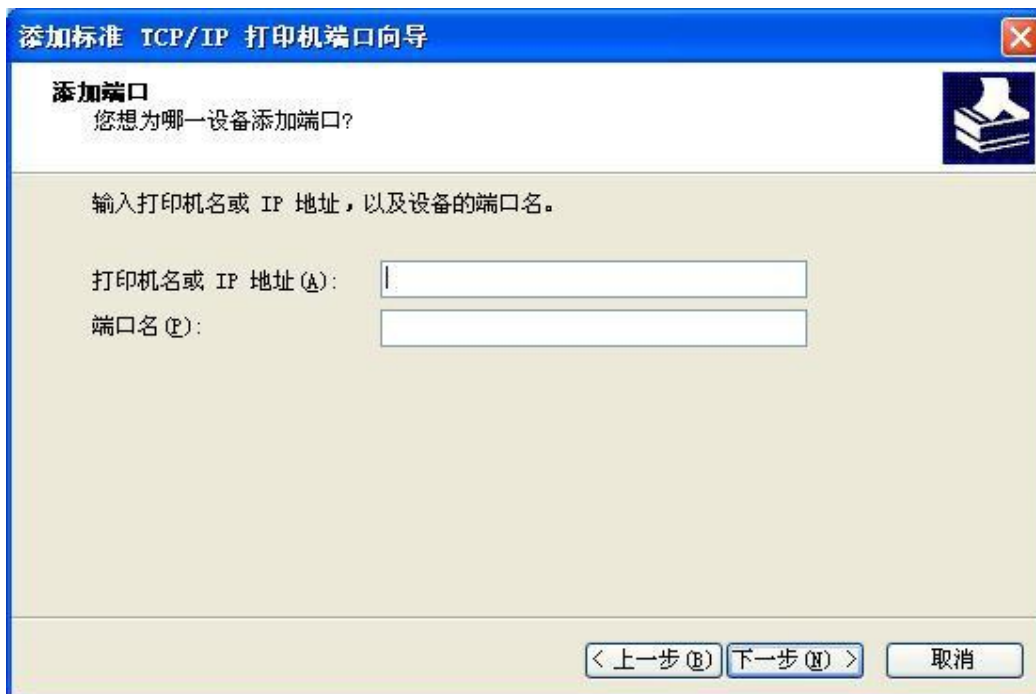 添加标准 TCP/IP 打印机端口向导
添加端口
您想为哪一设备添加端口?
输入打印机名或 IP 地址，以及设备的端口名。
打印机名或 IP 地址(A):
端口名(P):
< 上一步(B) 下一步(N) > 取消